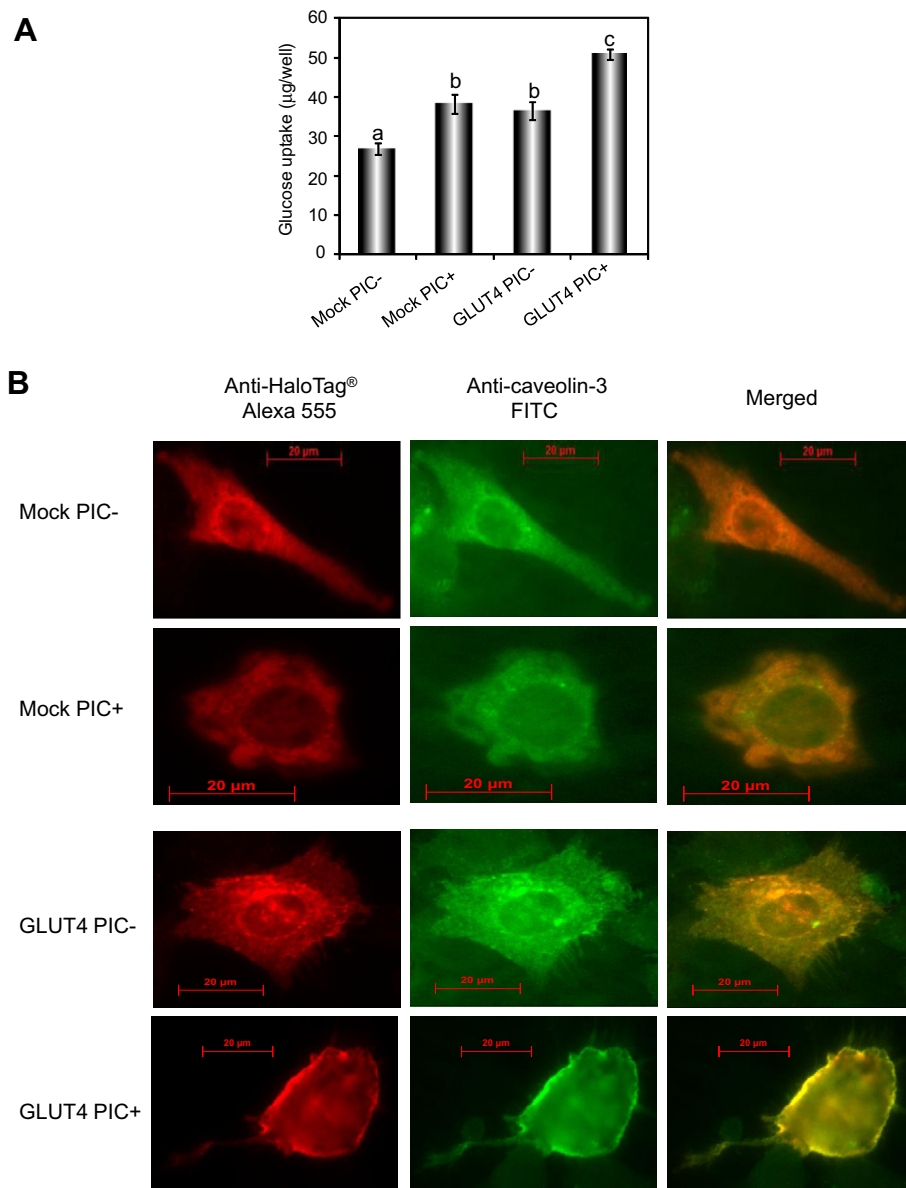 A
Glucose uptake (µg/well)
60
50
40
30
20
10
0
a
b
b
c
Mock PIC-
Mock PIC+
GLUT4 PIC-
GLUT4 PIC+
B
Anti-HaloTag®
Alexa 555
Anti-caveolin-3
FITC
Merged
Mock PIC-
20 µm
20 µm
20 µm
Mock PIC+
20 µm
20 µm
20 µm
GLUT4 PIC-
20 µm
20 µm
20 µm
GLUT4 PIC+
20 µm
20 µm
20 µm